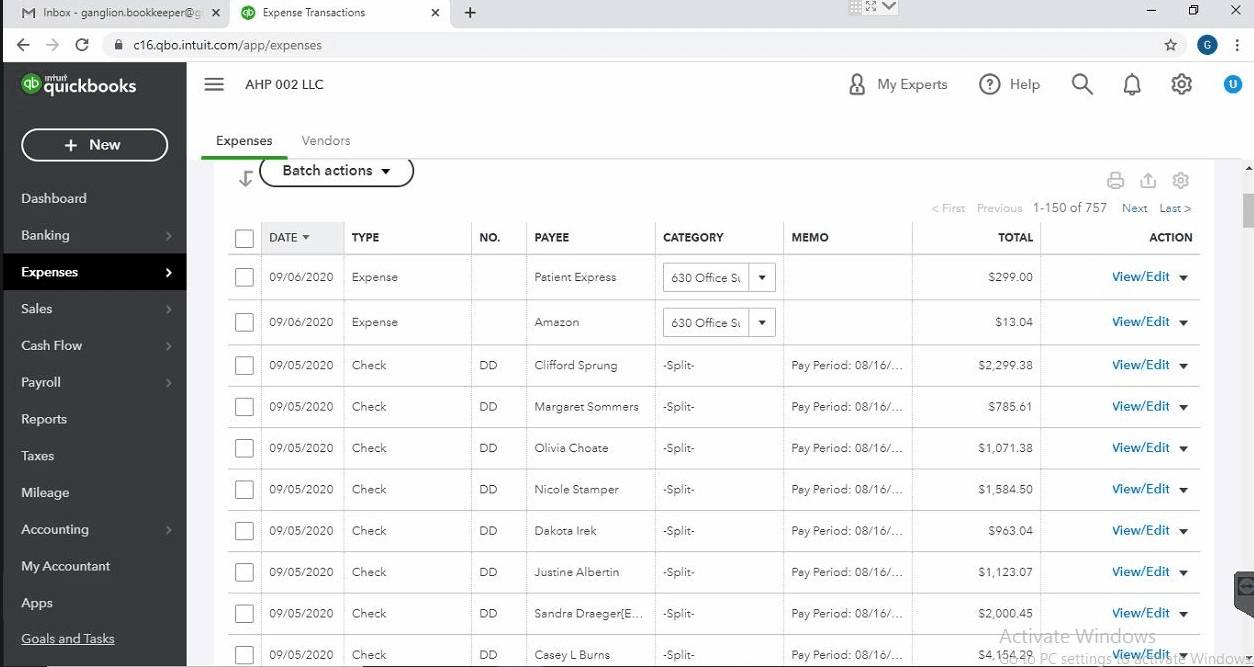 Inbox - ganglion.bookkeeper@g
Expense Transactions
c16.qbo.intuit.com/app/expenses
G
intuit quickbooks
AHP 002 LLC
My Experts
Help
U
+ New
Expenses
Vendors
Batch actions
< First Previous 1-150 of 757 Next Last >
Dashboard
Banking
Expenses
Sales
Cash Flow
Payroll
Reports
Taxes
Mileage
Accounting
My Accountant
Apps
Goals and Tasks
DATE TYPE NO. PAYEE CATEGORY MEMO TOTAL ACTION
09/06/2020 Expense Patient Express 630 Office Su $299.00 View/Edit
09/06/2020 Expense Amazon 630 Office Su $13.04 View/Edit
09/05/2020 Check DD Clifford Sprung -Split- Pay Period: 08/16/... $2,299.38 View/Edit
09/05/2020 Check DD Margaret Sommers -Split- Pay Period: 08/16/... $785.61 View/Edit
09/05/2020 Check DD Olivia Choate -Split- Pay Period: 08/16/... $1,071.38 View/Edit
09/05/2020 Check DD Nicole Stamper -Split- Pay Period: 08/16/... $1,584.50 View/Edit
09/05/2020 Check DD Dakota Irek -Split- Pay Period: 08/16/... $963.04 View/Edit
09/05/2020 Check DD Justine Albertin -Split- Pay Period: 08/16/... $1,123.07 View/Edit
09/05/2020 Check DD Sandra Draeger{E... -Split- Pay Period: 08/16/... $2,000.45 View/Edit
09/05/2020 Check DD Casey L Burns -Split- Pay Period: 08/16/... $4,154.29 View/Edit
Activate Windows
Go to PC settings to activate Windows